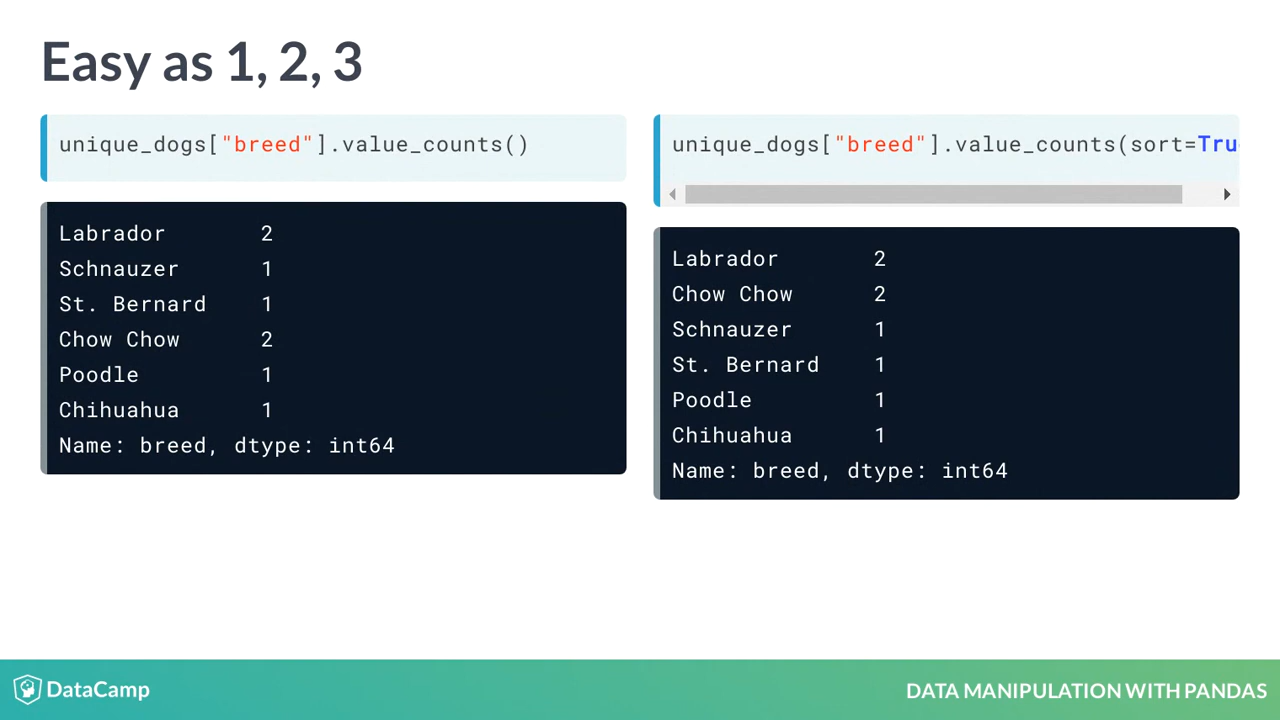 Easy as 1, 2, 3
unique_dogs["breed"].value_counts()
Labrador 2
Schnauzer 1
St. Bernard 1
Chow Chow 2
Poodle 1
Chihuahua 1
Name: breed, dtype: int64
unique_dogs["breed"].value_counts(sort=Tru
Labrador 2
Chow Chow 2
Schnauzer 1
St. Bernard 1
Poodle 1
Chihuahua 1
Name: breed, dtype: int64
DataCamp
DATA MANIPULATION WITH PANDAS